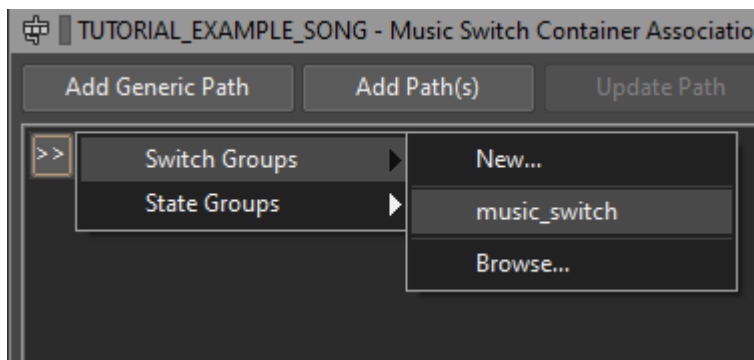 TUTORIAL_EXAMPLE_SONG - Music Switch Container Associatio
Add Generic Path Add Path(s) Update Path
>> Switch Groups New...
State Groups music_switch
Browse...